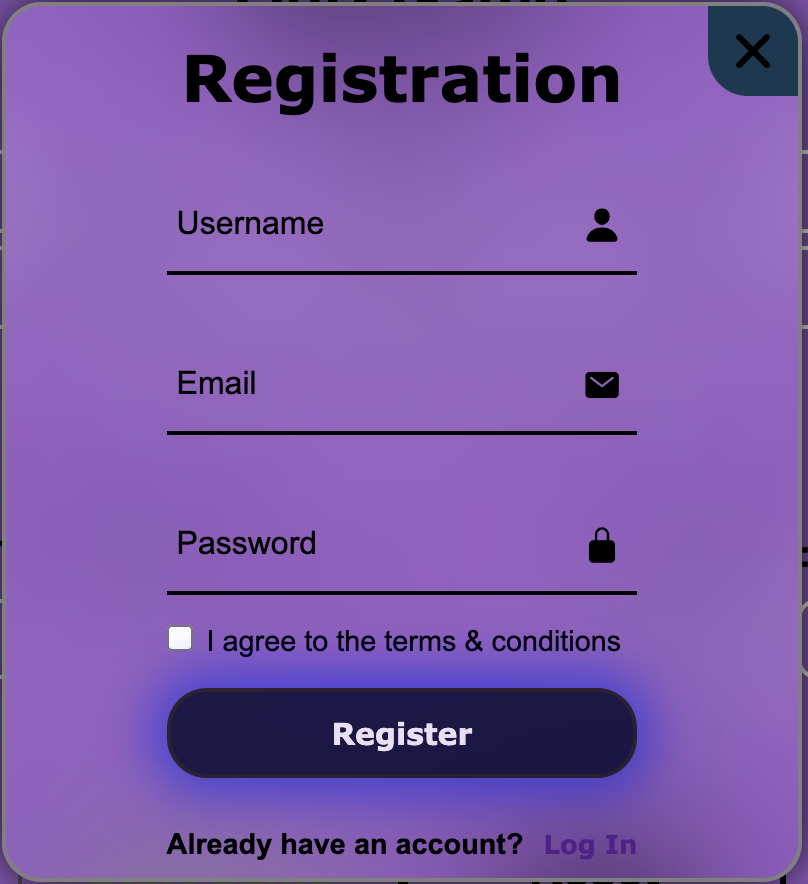 Registration
Username
Email
Password
I agree to the terms & conditions
Register
Already have an account? Log In